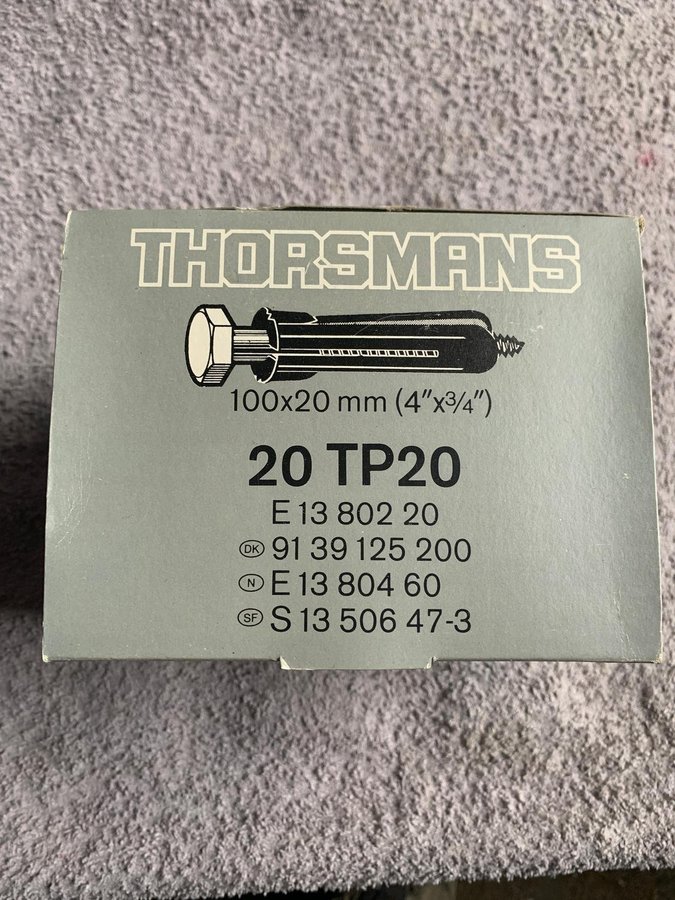 THORSMANS
100x20 mm (4"x3/4")
20 TP20
E 13 802 20
DK 91 39 125 200
N E 13 804 60
SF S 13 506 47-3